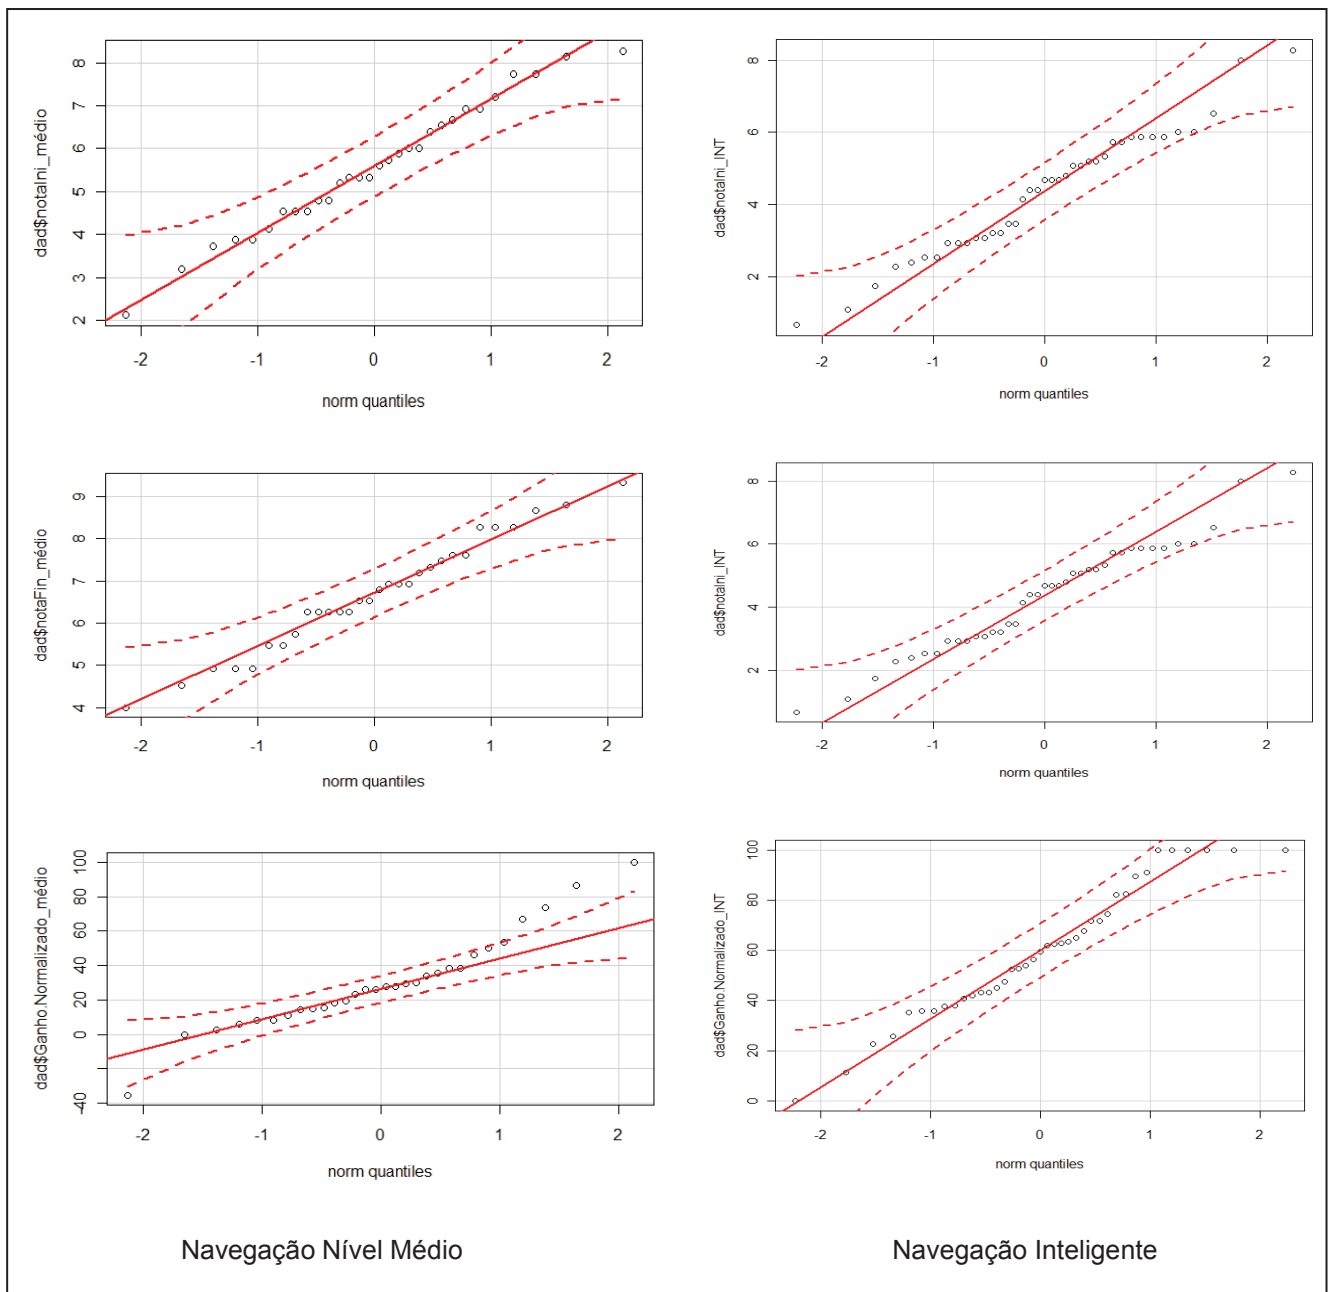 dad$notaIni_médio
8
7
6
5
4
3
2
-2 -1 0 1 2
norm quantiles
dad$notaIni_INT
8
6
4
2
-2 -1 0 1 2
norm quantiles
dad$notaFin_médio
9
8
7
6
5
4
-2 -1 0 1 2
norm quantiles
dad$notaIni_INT
8
6
4
2
-2 -1 0 1 2
norm quantiles
dad$Ganho.Normalizado_médio
100
80
60
40
20
0
-40
-2 -1 0 1 2
norm quantiles
dad$Ganho.Normalizado_INT
100
80
60
40
20
0
-2 -1 0 1 2
norm quantiles
Navegação Nível Médio
Navegação Inteligente